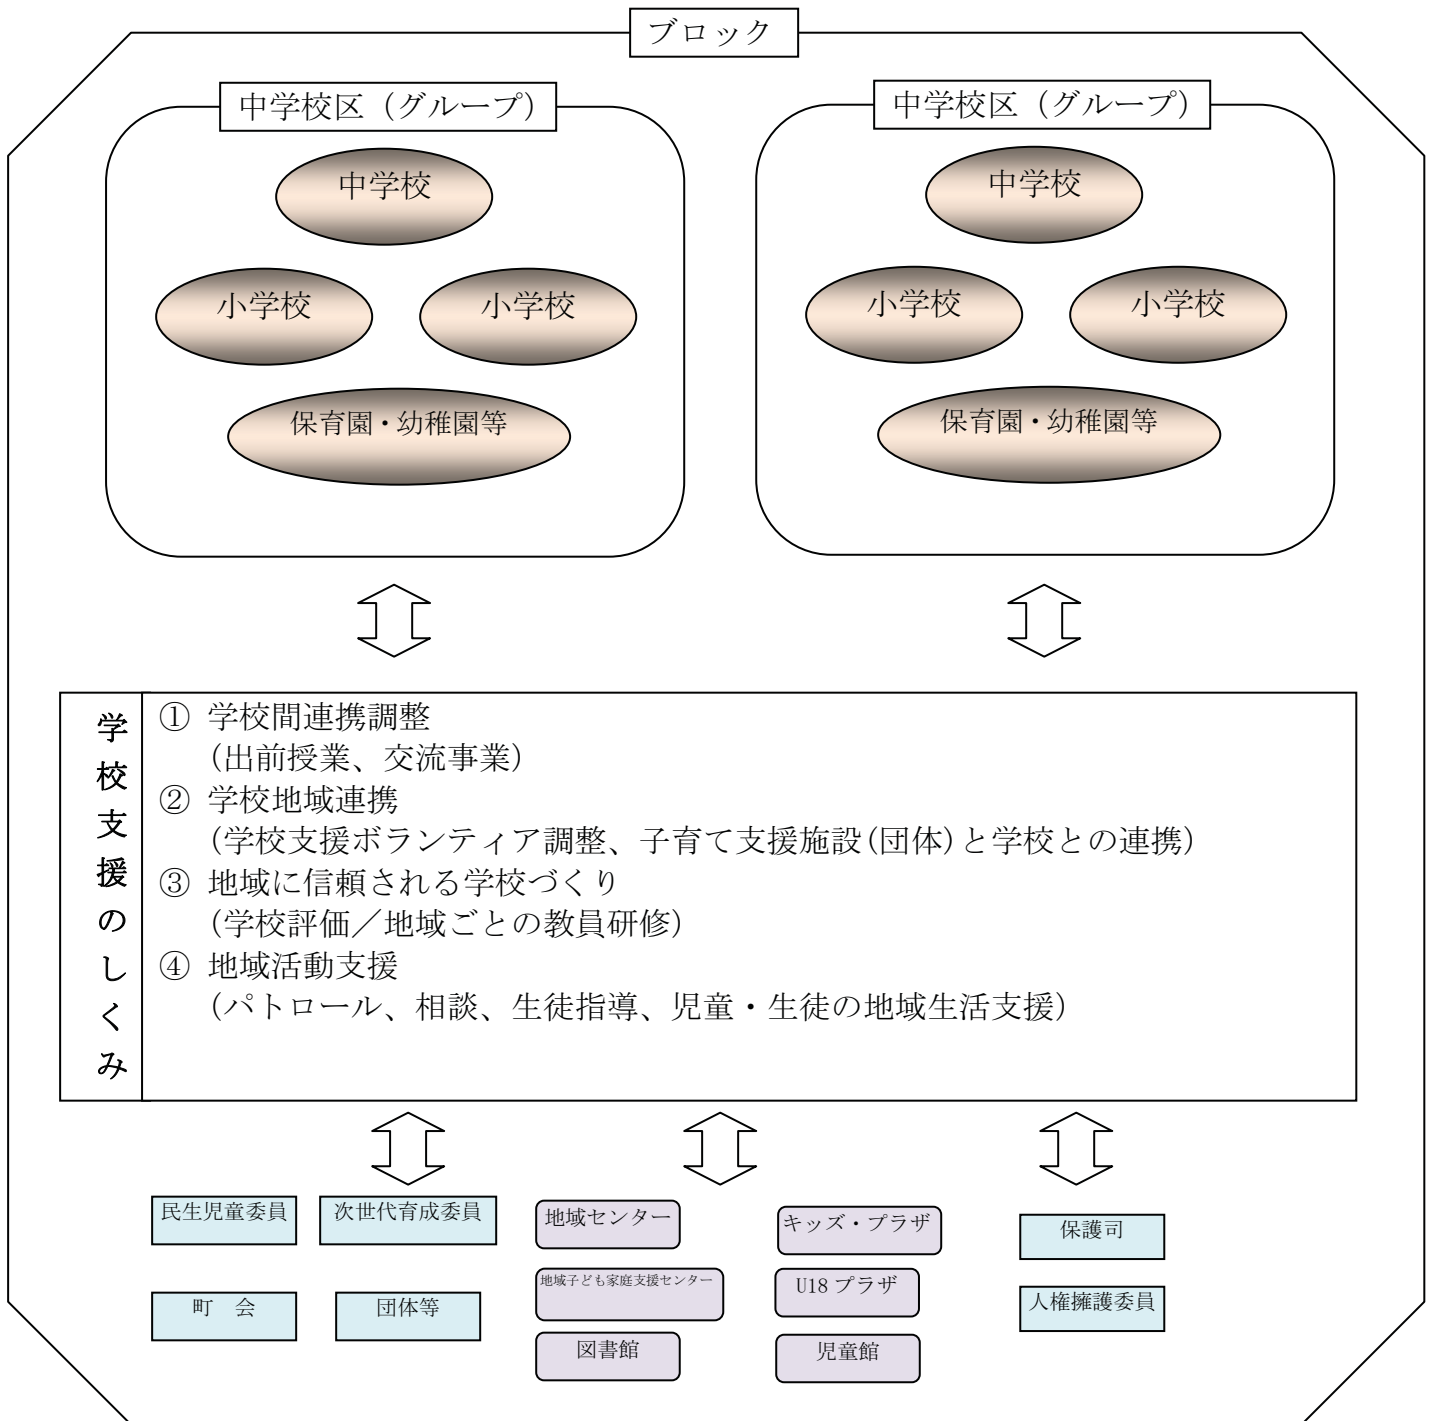 ブロック
中学校区（グループ）
中学校
小学校
小学校
保育園・幼稚園等
中学校区（グループ）
中学校
小学校
小学校
保育園・幼稚園等
学校支援のしくみ
① 学校間連携調整
（出前授業、交流事業）
② 学校地域連携
（学校支援ボランティア調整、子育て支援施設(団体)と学校との連携）
③ 地域に信頼される学校づくり
（学校評価／地域ごとの教員研修）
④ 地域活動支援
（パトロール、相談、生徒指導、児童・生徒の地域生活支援）
民生児童委員
次世代育成委員
町　会
団体等
地域センター
キッズ・プラザ
地域子ども家庭支援センター
U18 プラザ
図書館
児童館
保護司
人権擁護委員